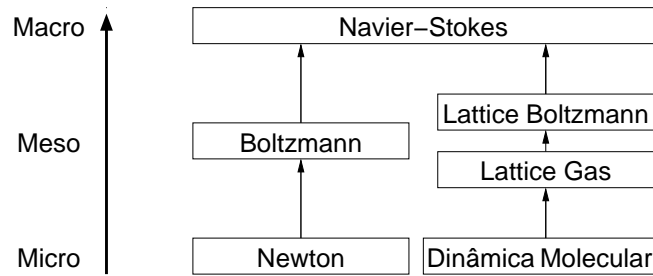 Macro
Navier−Stokes
Lattice Boltzmann
Meso
Boltzmann
Lattice Gas
Micro
Newton
Dinâmica Molecular